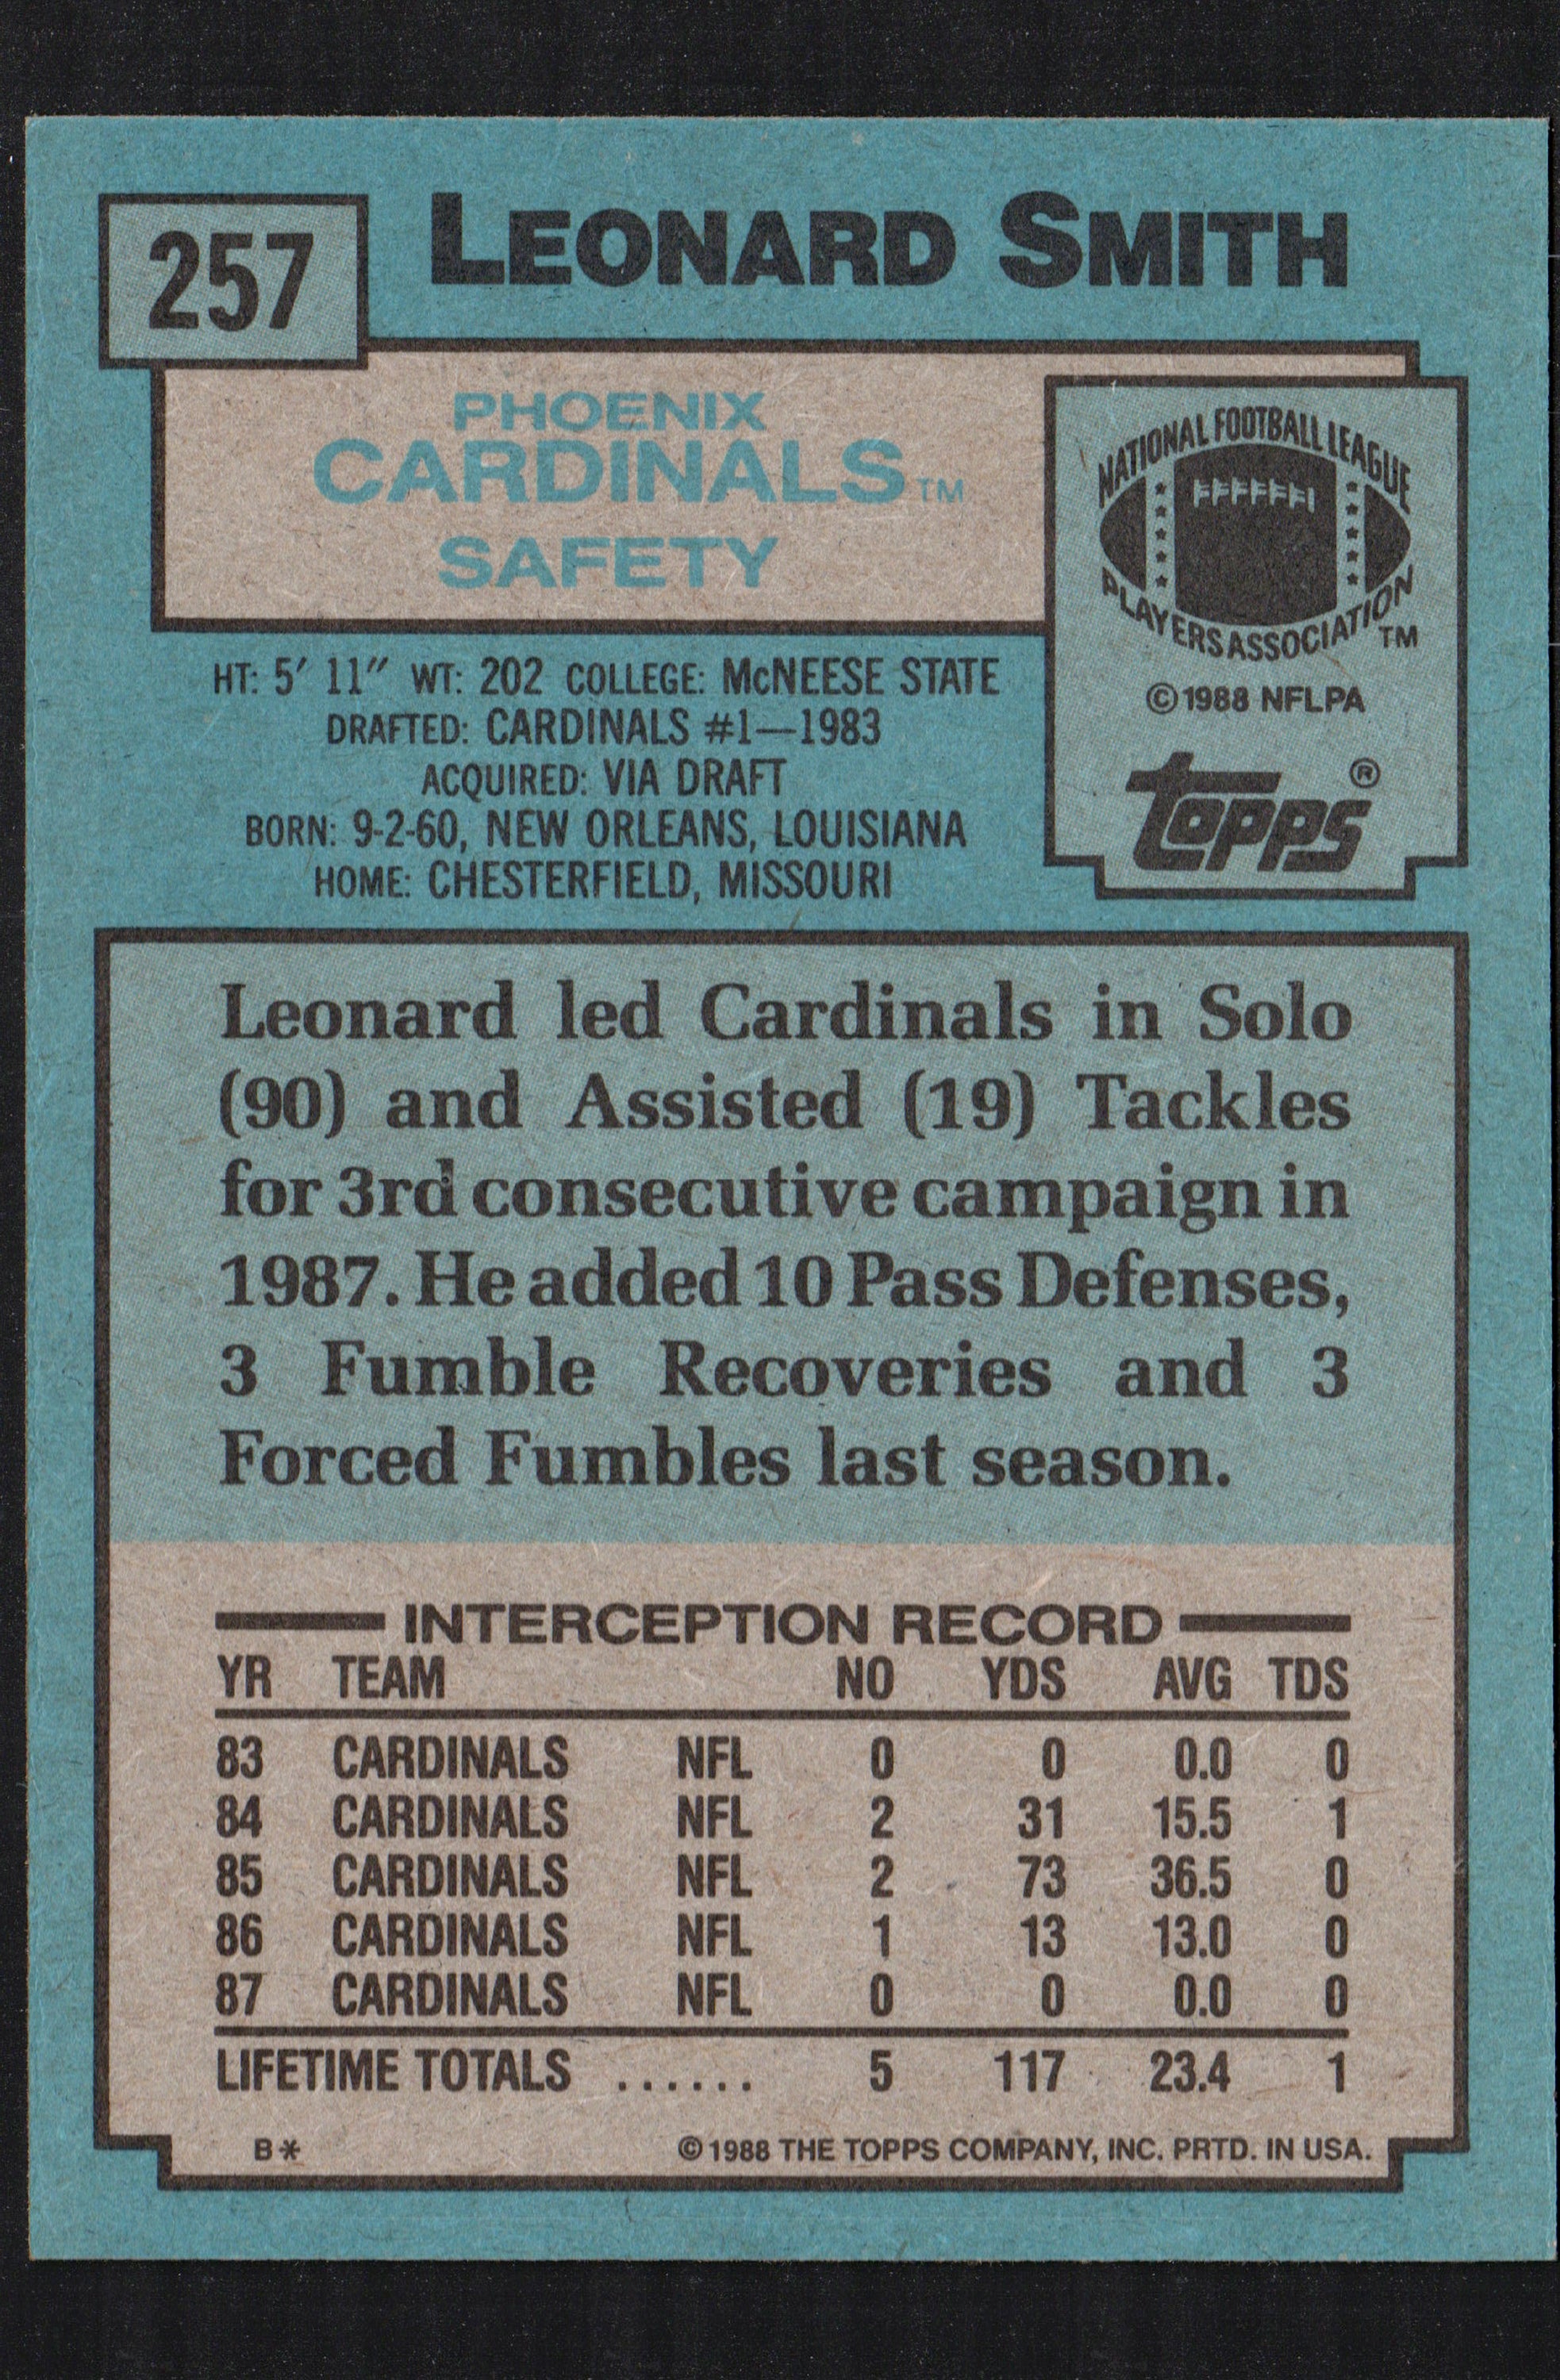 257
LEONARD SMITH
PHOENIX
CARDINALS™
SAFETY
NATIONAL FOOTBALL LEAGUE
PLAYERS ASSOCIATION™
©1988 NFLPA
topps®
HT: 5' 11" WT: 202 COLLEGE: McNEESE STATE
DRAFTED: CARDINALS #1—1983
ACQUIRED: VIA DRAFT
BORN: 9-2-60, NEW ORLEANS, LOUISIANA
HOME: CHESTERFIELD, MISSOURI
Leonard led Cardinals in Solo
(90) and Assisted (19) Tackles
for 3rd consecutive campaign in
1987. He added 10 Pass Defenses,
3 Fumble Recoveries and 3
Forced Fumbles last season.
INTERCEPTION RECORD
YR TEAM NO YDS AVG TDS
83 CARDINALS NFL 0 0 0.0 0
84 CARDINALS NFL 2 31 15.5 1
85 CARDINALS NFL 2 73 36.5 0
86 CARDINALS NFL 1 13 13.0 0
87 CARDINALS NFL 0 0 0.0 0
LIFETIME TOTALS ...... 5 117 23.4 1
B* ©1988 THE TOPPS COMPANY, INC. PRTD. IN USA.